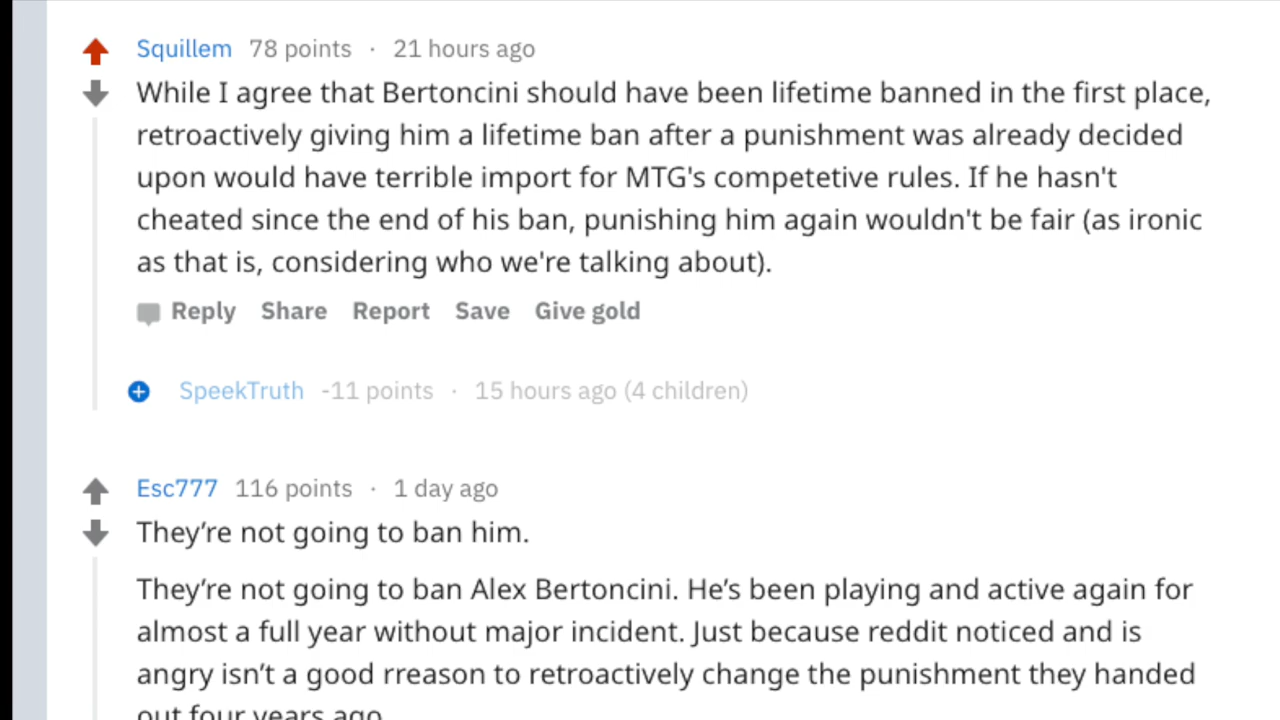 Squillem 78 points · 21 hours ago
While I agree that Bertoncini should have been lifetime banned in the first place,
retroactively giving him a lifetime ban after a punishment was already decided
upon would have terrible import for MTG's competetive rules. If he hasn't
cheated since the end of his ban, punishing him again wouldn't be fair (as ironic
as that is, considering who we're talking about).
Reply Share Report Save Give gold
SpeekTruth -11 points · 15 hours ago (4 children)
Esc777 116 points · 1 day ago
They’re not going to ban him.
They’re not going to ban Alex Bertoncini. He’s been playing and active again for
almost a full year without major incident. Just because reddit noticed and is
angry isn’t a good rreason to retroactively change the punishment they handed
out four years ago.